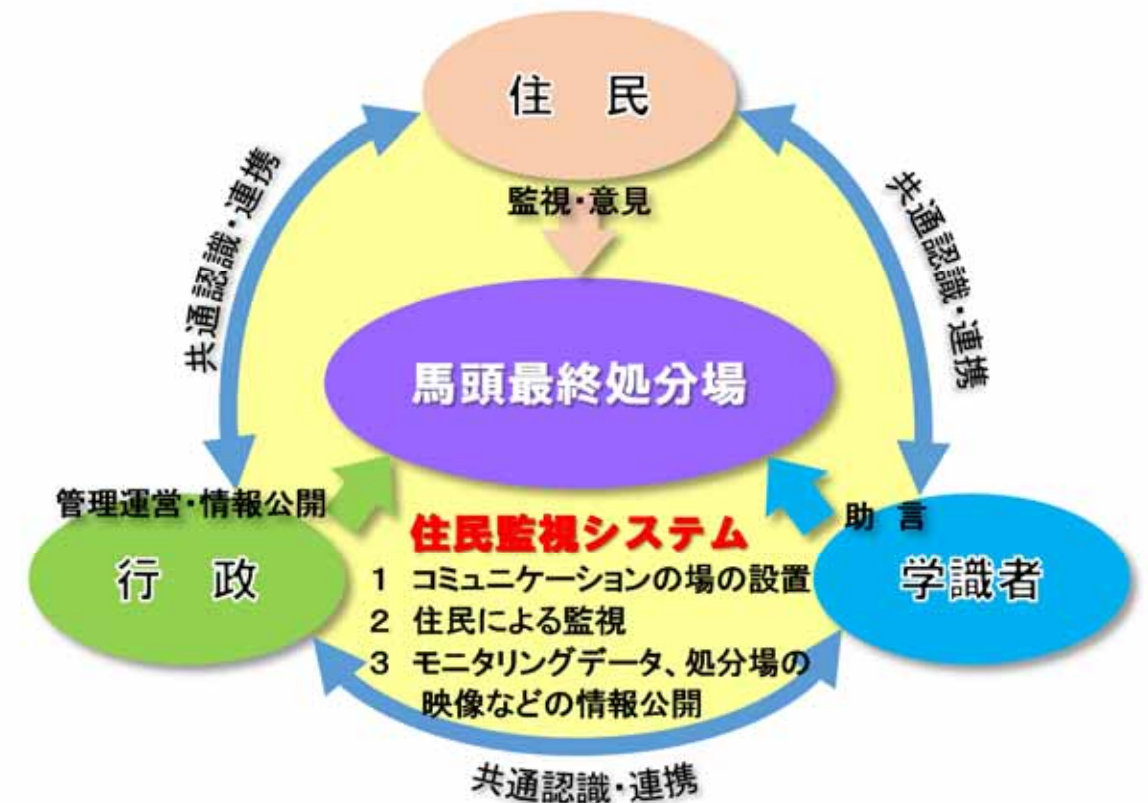 住　民
監視・意見
共通認識・連携
共通認識・連携
馬頭最終処分場
管理運営・情報公開
助　言
行　政
学識者
住民監視システム
1　コミュニケーションの場の設置
2　住民による監視
3　モニタリングデータ、処分場の
映像などの情報公開
共通認識・連携